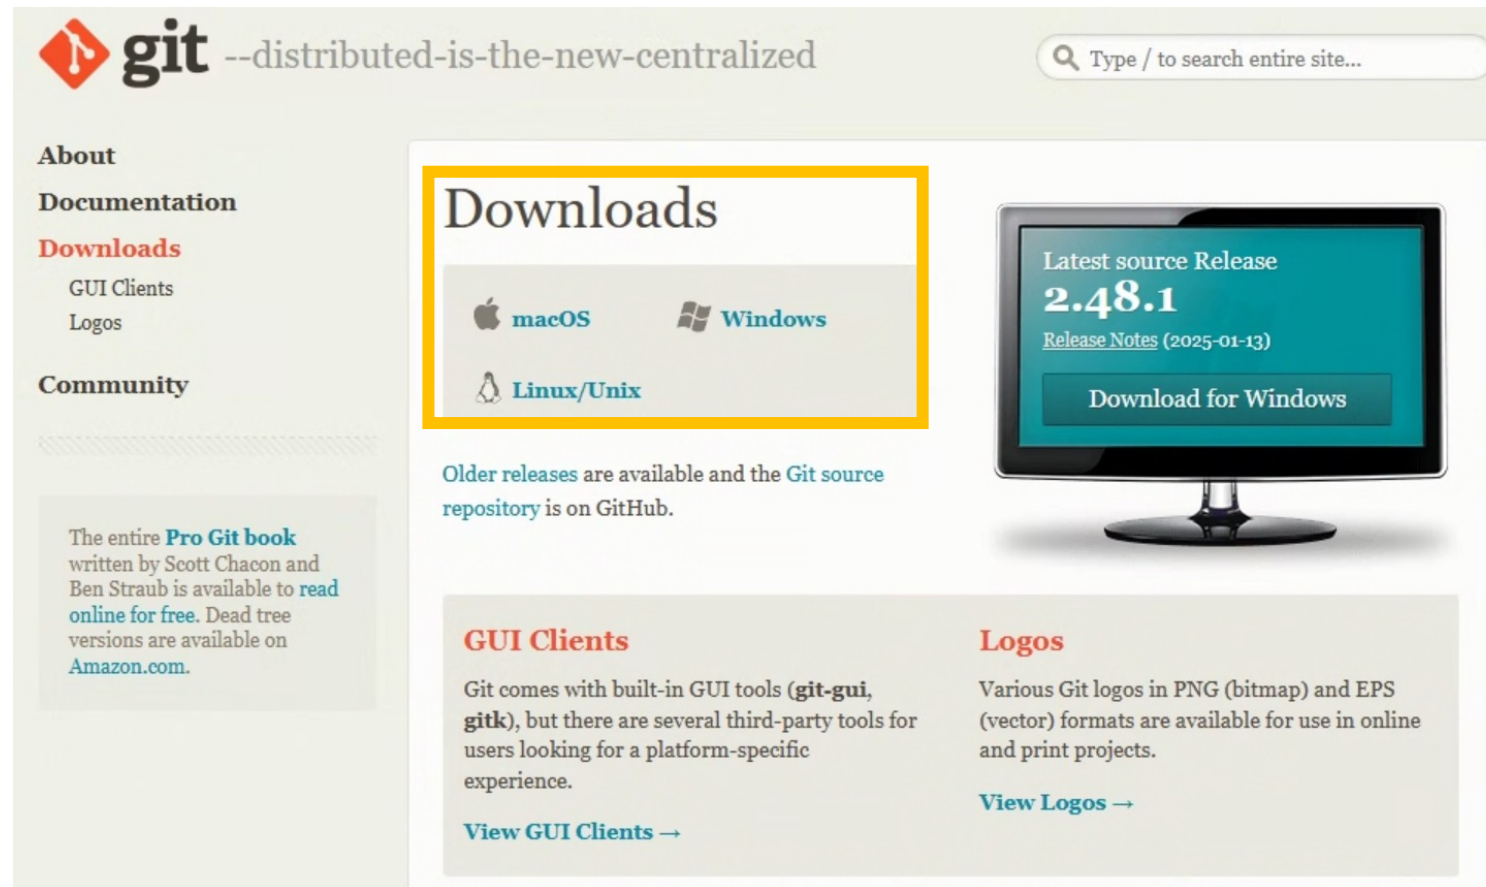 git --distributed-is-the-new-centralized
Type / to search entire site...
About
Documentation
Downloads
GUI Clients
Logos
Community
The entire Pro Git book
written by Scott Chacon and
Ben Straub is available to read
online for free. Dead tree
versions are available on
Amazon.com.
Downloads
macOS
Windows
Linux/Unix
Older releases are available and the Git source
repository is on GitHub.
Latest source Release
2.48.1
Release Notes (2025-01-13)
Download for Windows
GUI Clients
Git comes with built-in GUI tools (git-gui,
gitk), but there are several third-party tools for
users looking for a platform-specific
experience.
View GUI Clients →
Logos
Various Git logos in PNG (bitmap) and EPS
(vector) formats are available for use in online
and print projects.
View Logos →